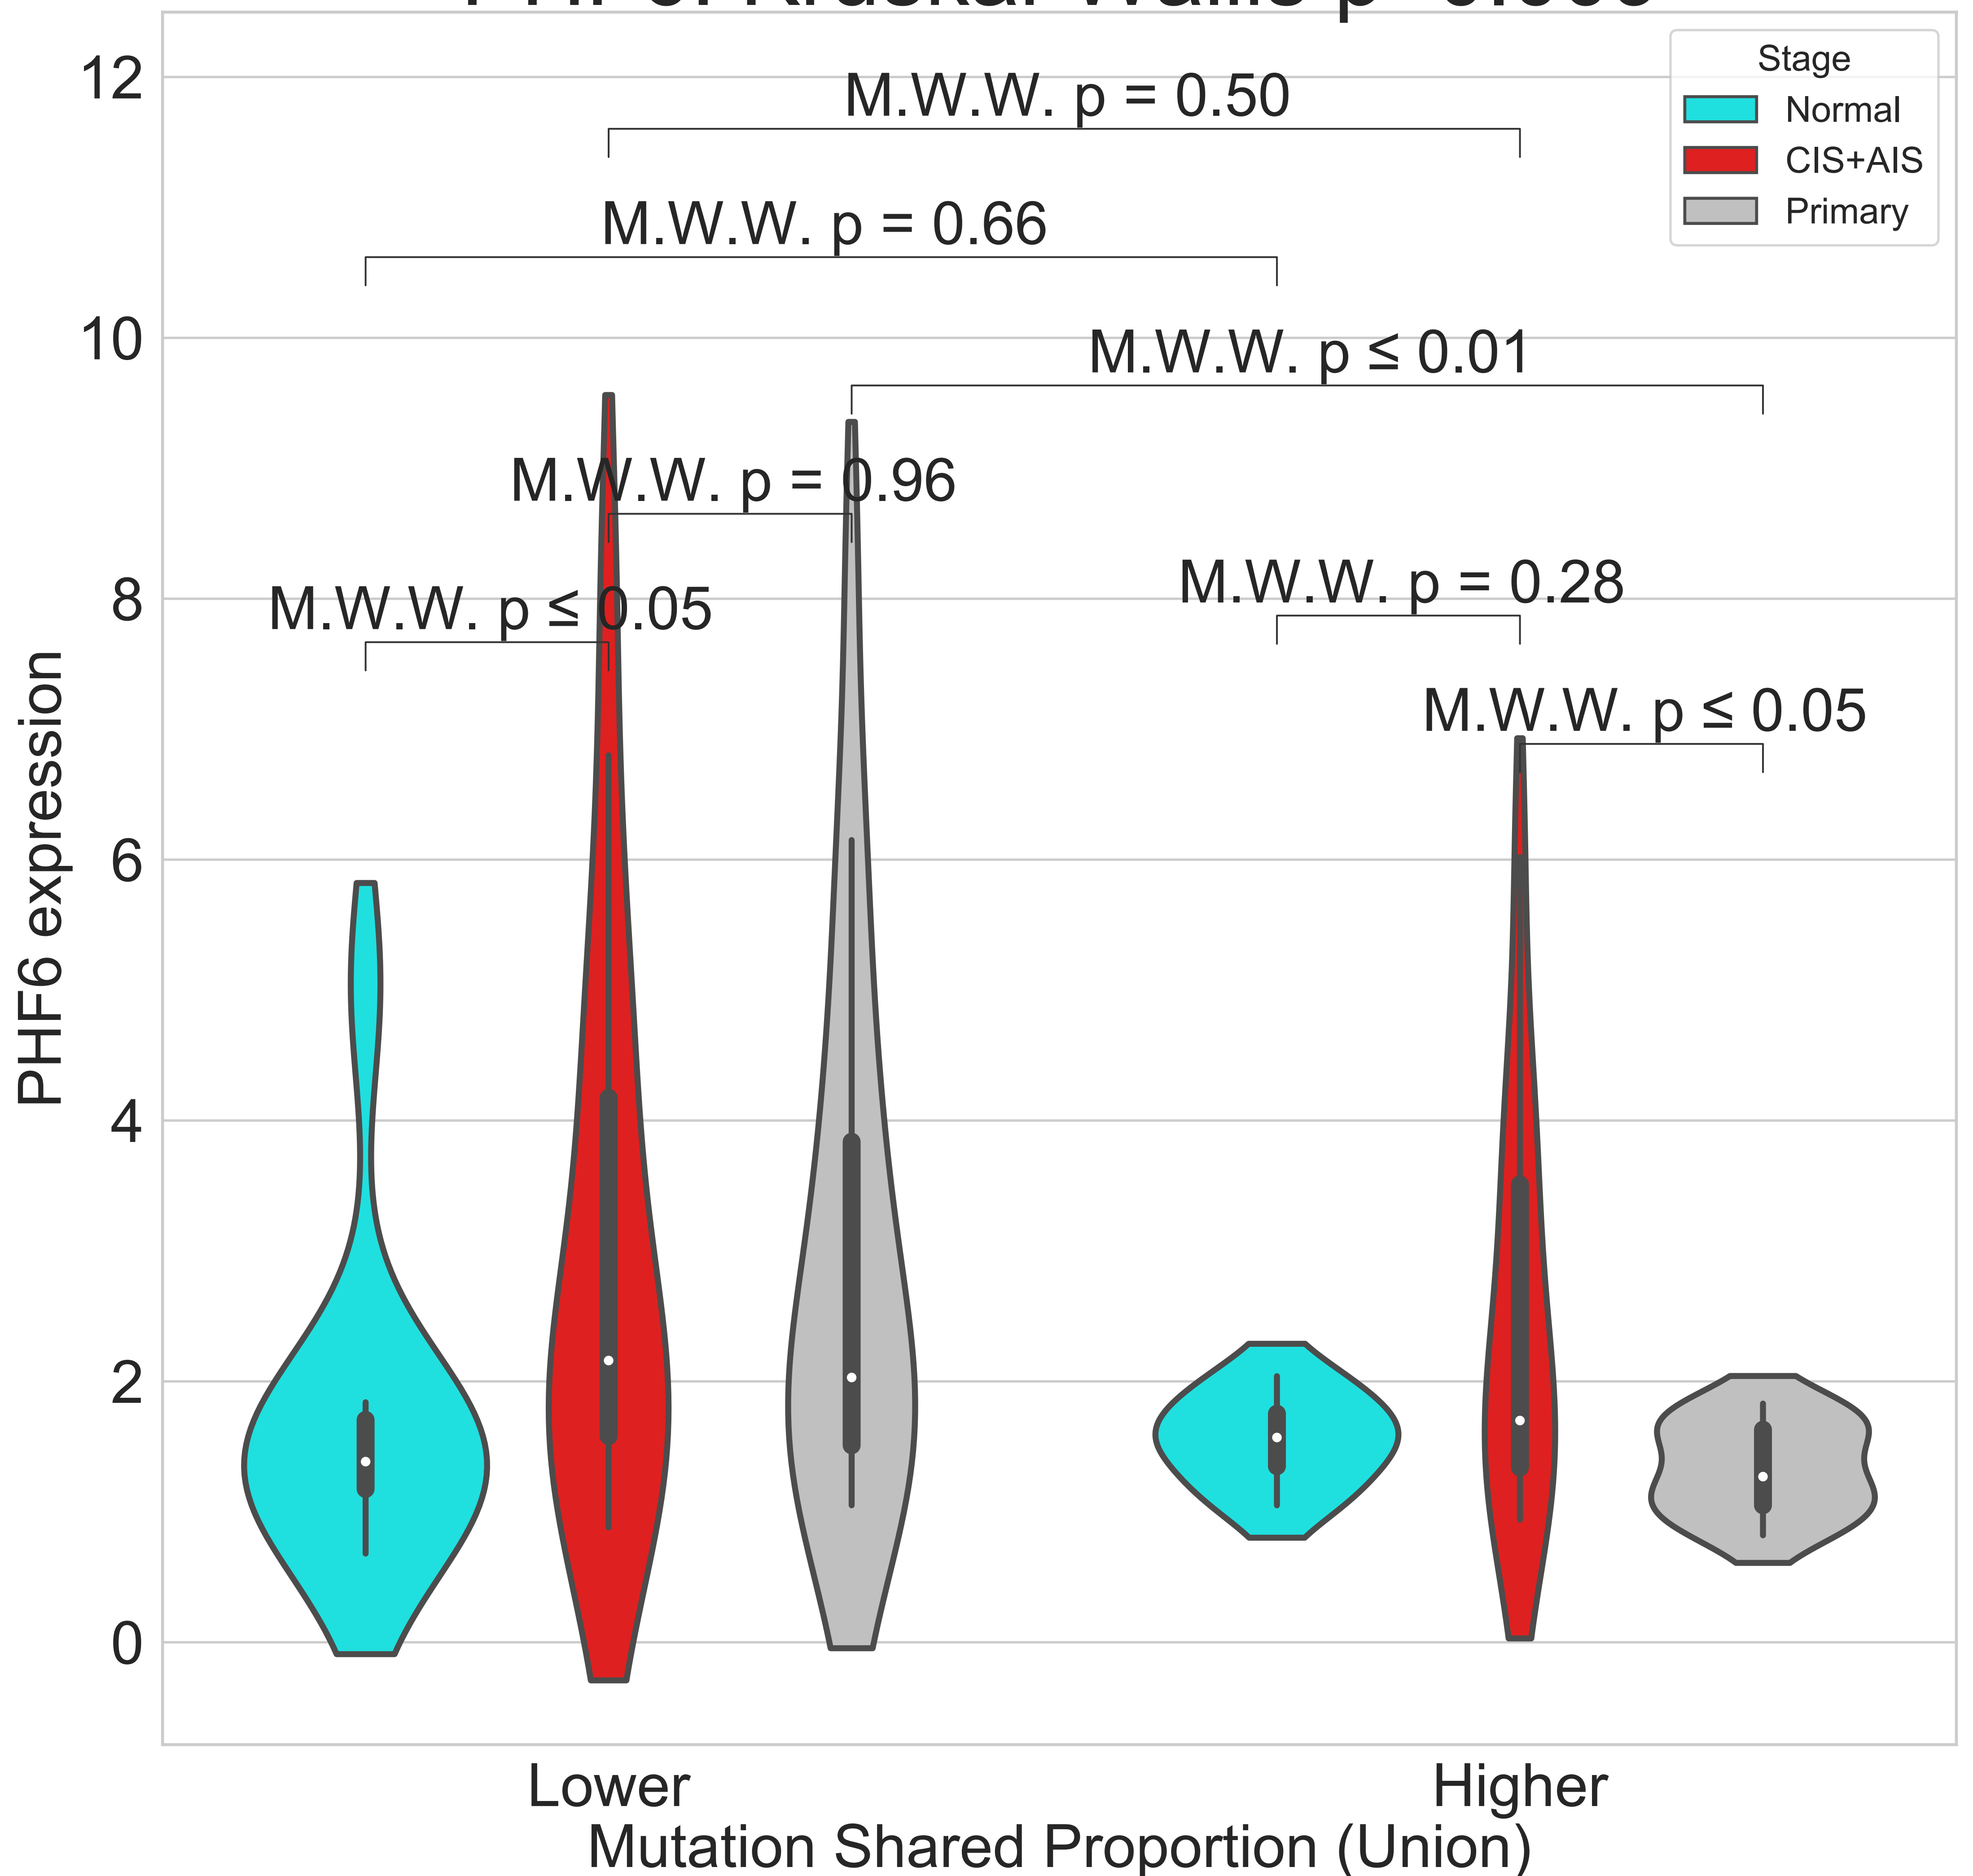 12
10
8
6
4
2
0
PHF6 expression
M.W.W. p = 0.50
M.W.W. p = 0.66
M.W.W. p ≤ 0.01
M.W.W. p = 0.96
M.W.W. p = 0.28
M.W.W. p ≤ 0.05
M.W.W. p ≤ 0.05
Stage
Normal
CIS+AIS
Primary
Lower
Higher
Mutation Shared Proportion (Union)